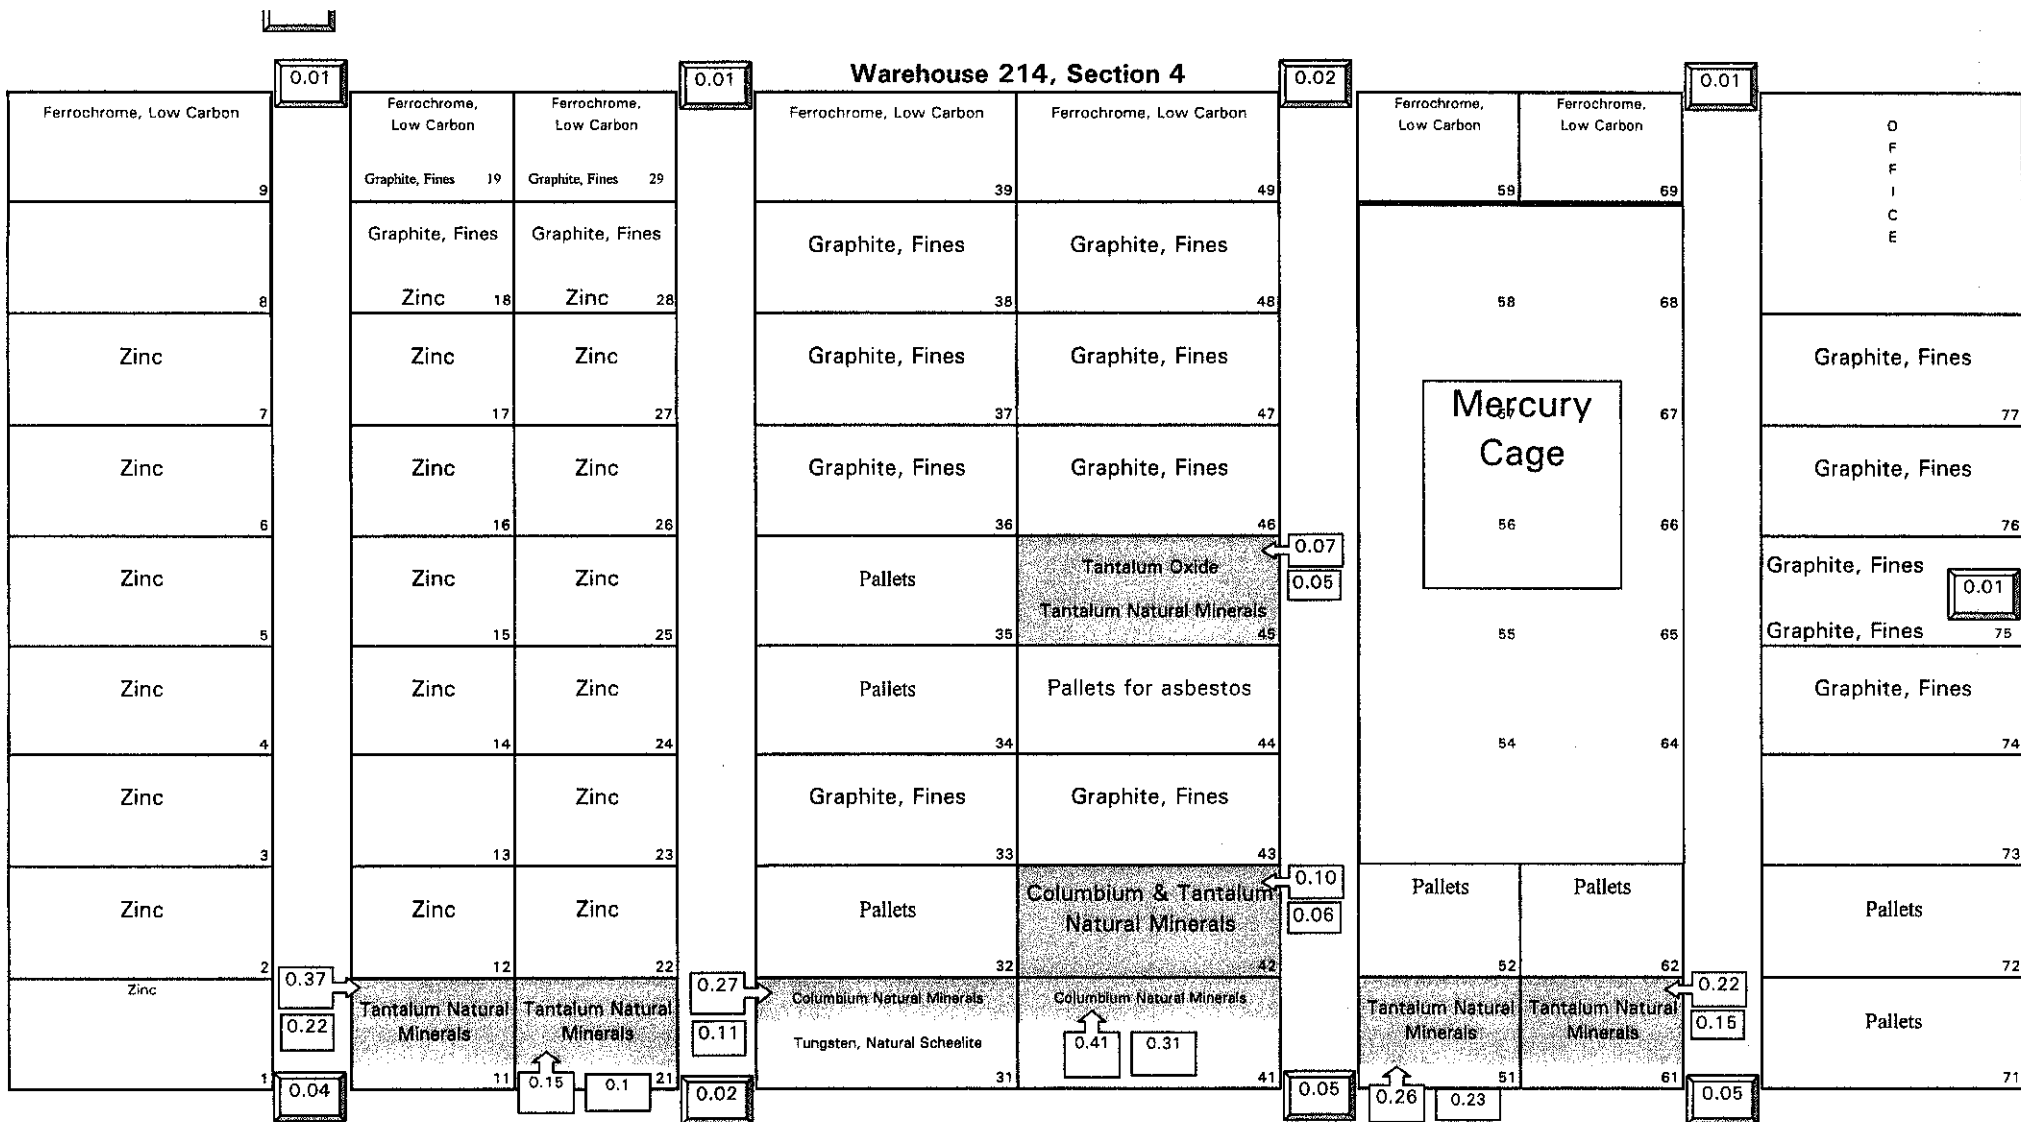 Warehouse 214, Section 4
0.01
0.01
0.02
0.01
Ferrochrome, Low Carbon
9
8
Zinc
7
Zinc
6
Zinc
5
Zinc
4
Zinc
3
Zinc
2
Zinc
1
0.37
0.22
0.04
Ferrochrome,
Low Carbon
Graphite, Fines 19
Graphite, Fines
Zinc 18
Zinc
17
Zinc
16
Zinc
15
Zinc
14
13
Zinc
12
Tantalum Natural
Minerals
11
Ferrochrome,
Low Carbon
Graphite, Fines 29
Graphite, Fines
Zinc 28
Zinc
27
Zinc
26
Zinc
25
Zinc
24
Zinc
23
Zinc
22
Tantalum Natural
Minerals
21
0.15
0.1
0.27
0.11
0.02
Ferrochrome, Low Carbon
39
Graphite, Fines
38
Graphite, Fines
37
Graphite, Fines
36
Pallets
35
Pallets
34
Graphite, Fines
33
Pallets
32
Columbium Natural Minerals
Tungsten, Natural Scheelite
31
Ferrochrome, Low Carbon
49
Graphite, Fines
48
Graphite, Fines
47
Graphite, Fines
46
Tantalum Oxide
Tantalum Natural Minerals
45
Pallets for asbestos
44
Graphite, Fines
43
Columbium & Tantalum
Natural Minerals
42
Columbium Natural Minerals
0.41
0.31
41
0.07
0.05
0.10
0.06
0.05
Ferrochrome,
Low Carbon
59
Ferrochrome,
Low Carbon
69
58
68
Mercury
Cage
57
67
56
66
55
65
54
64
Pallets
52
Pallets
62
Tantalum Natural
Minerals
51
Tantalum Natural
Minerals
61
0.26
0.23
0.22
0.15
0.05
OFFICE
Graphite, Fines
77
Graphite, Fines
76
Graphite, Fines
0.01
Graphite, Fines 75
Graphite, Fines
74
73
Pallets
72
Pallets
71